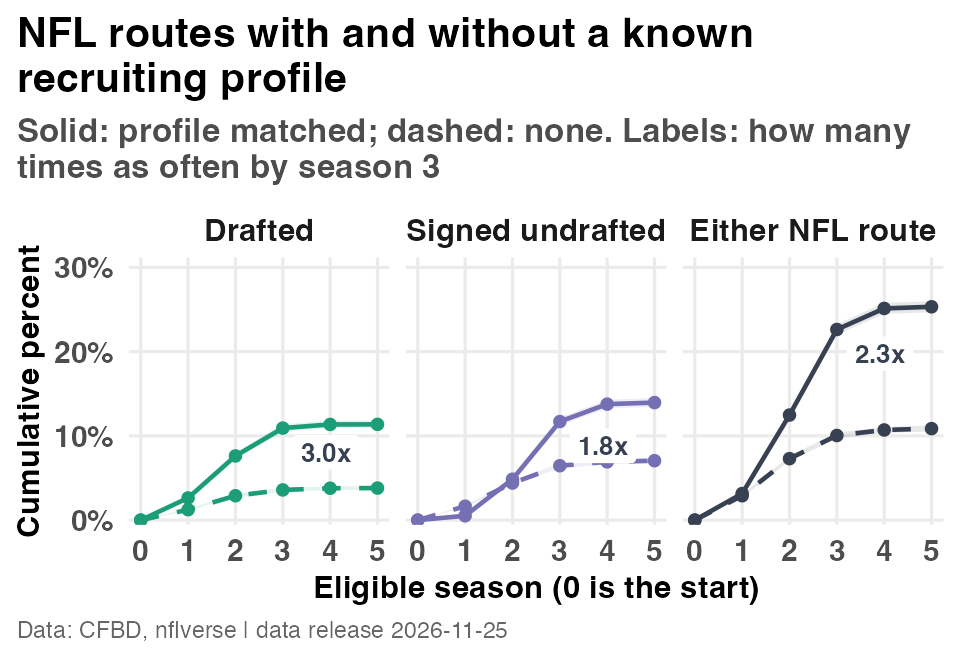 NFL routes with and without a known
recruiting profile
Solid: profile matched; dashed: none. Labels: how many
times as often by season 3
Drafted
Signed undrafted
Either NFL route
Cumulative percent
30%
20%
10%
0%
3.0x
1.8x
2.3x
0 1 2 3 4 5
0 1 2 3 4 5
0 1 2 3 4 5
Eligible season (0 is the start)
Data: CFBD, nflverse | data release 2026-11-25